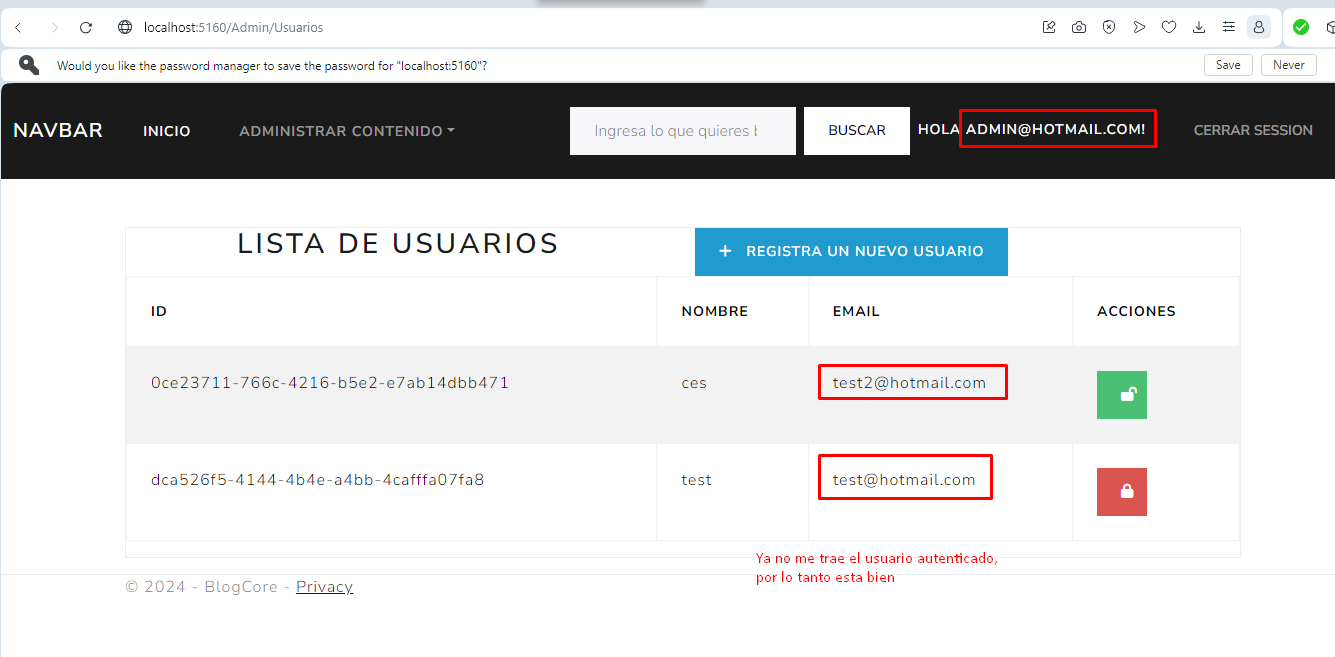 localhost:5160/Admin/Usuarios
Would you like the password manager to save the password for "localhost:5160"? Save Never
NAVBAR INICIO ADMINISTRAR CONTENIDO Ingresa lo que quieres b BUSCAR HOLA ADMIN@HOTMAIL.COM! CERRAR SESSION
LISTA DE USUARIOS + REGISTRA UN NUEVO USUARIO
ID NOMBRE EMAIL ACCIONES
0ce23711-766c-4216-b5e2-e7ab14dbb471 ces test2@hotmail.com
dca526f5-4144-4b4e-a4bb-4cafffa07fa8 test test@hotmail.com
Ya no me trae el usuario autenticado,
por lo tanto esta bien
© 2024 - BlogCore - Privacy